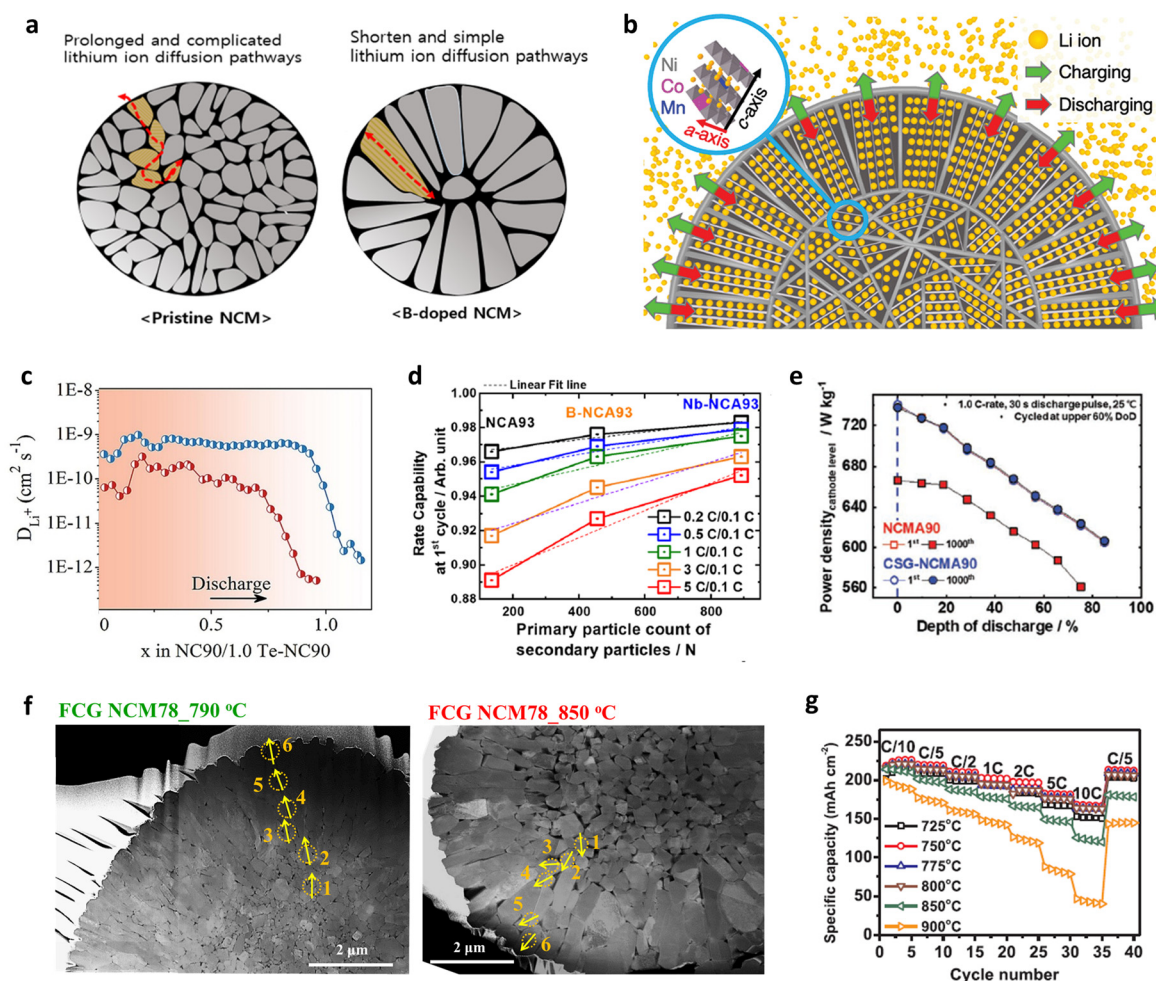 a
Prolonged and complicated
lithium ion diffusion pathways
<Pristine NCM>
Shorten and simple
lithium ion diffusion pathways
<B-doped NCM>
b
Ni
Co
Mn
c-axis
a-axis
Li ion
Charging
Discharging
c
1E-8
1E-9
1E-10
1E-11
1E-12
D_Li+ (cm² s⁻¹)
Discharge
0
0.5
1.0
x in NC90/1.0 Te-NC90
d
Linear Fit line
NCA93
B-NCA93
Nb-NCA93
1.00
0.98
0.96
0.94
0.92
0.90
0.88
Rate Capability
at 1st cycle / Arb. unit
0.2 C/0.1 C
0.5 C/0.1 C
1 C/0.1 C
3 C/0.1 C
5 C/0.1 C
200 400 600 800
Primary particle count of
secondary particles / N
e
• 1.0 C-rate, 30 s discharge pulse, 25 °C
• Cycled at upper 60% DoD
720
680
640
600
560
Power density cathode level / W kg⁻¹
NCMA90
1st 1000th
CSG-NCMA90
1st 1000th
0 20 40 60 80 100
Depth of discharge / %
f
FCG NCM78_790 °C
6
5
4
3
2
1
2 µm
FCG NCM78_850 °C
1
3
2
4
5
6
2 µm
g
250
200
150
100
50
0
Specific capacity (mAh cm⁻²)
C/10
C/5
C/2
1C
2C
5C
10C
C/5
725°C
750°C
775°C
800°C
850°C
900°C
0 5 10 15 20 25 30 35 40
Cycle number